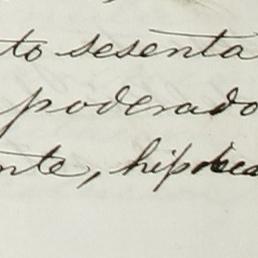 to sesenta
poderado
nte, hipoteca